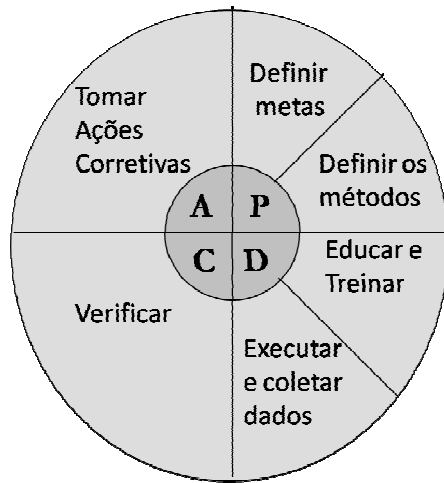 Definir
metas
Tomar
Ações
Corretivas
Definir os
métodos
A
P
C
D
Educar e
Treinar
Verificar
Executar
e coletar
dados